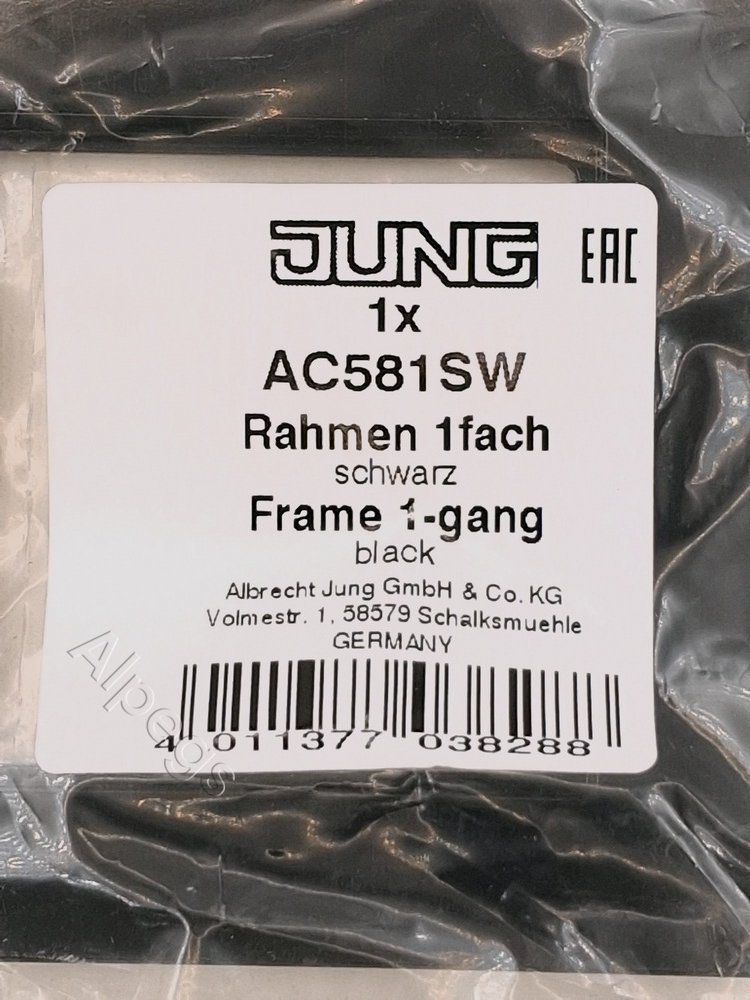 JUNG
EAC
1x
AC581SW
Rahmen 1fach
schwarz
Frame 1-gang
black
Albrecht Jung GmbH & Co. KG
Volmestr. 1, 58579 Schalksmuehle
GERMANY
4 011377 038288
Alpegs